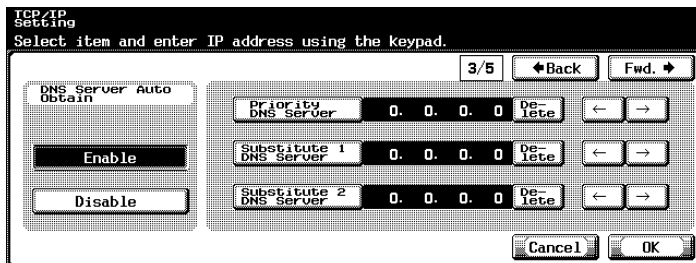 TCP/IP
Setting
Select item and enter IP address using the keypad.
3/5
←Back
Fwd. →
DNS Server Auto
Obtain
Enable
Disable
Priority
DNS Server
0. 0. 0. 0
De-
lete
← →
Substitute 1
DNS Server
0. 0. 0. 0
De-
lete
← →
Substitute 2
DNS Server
0. 0. 0. 0
De-
lete
← →
Cancel
OK